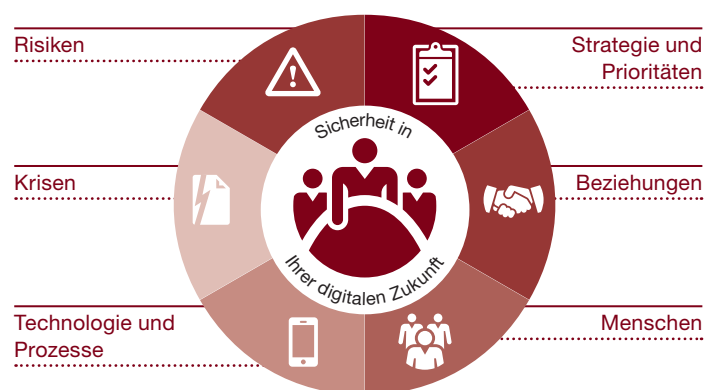 Risiken
Strategie und
Prioritäten
Sicherheit in
Krisen
Beziehungen
Ihrer digitalen Zukunft
Technologie und
Prozesse
Menschen